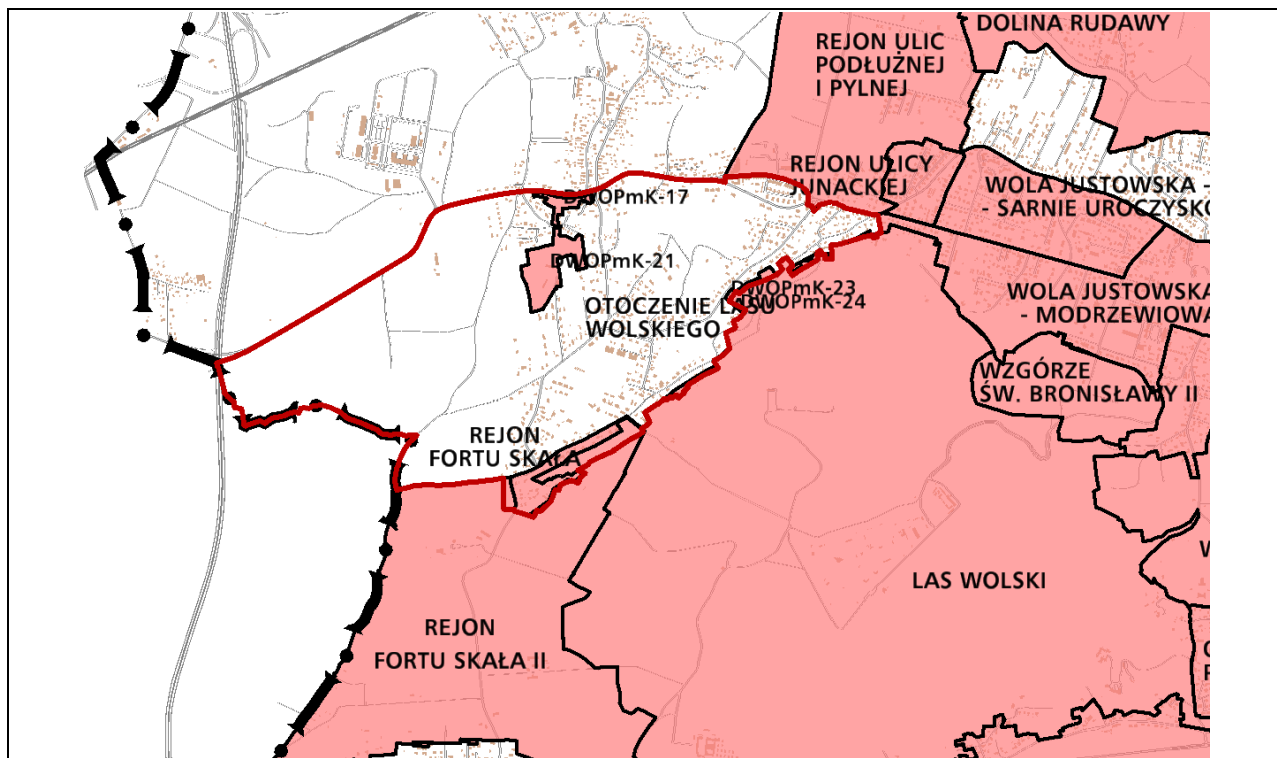 DOLINA RUDAWY
REJON ULIC
PODŁUŻNEJ
I PYLNEJ
REJON ULICY
JUNACKIEJ
WOLA JUSTOWSKA -
- SARNIE UROCZYSKO
DWOPmK-17
DWOPmK-21
DWOPmK-23
DWOPmK-24
OTOCZENIE LASU
WOLSKIEGO
WOLA JUSTOWSKA
- MODRZEWIOWA
WZGÓRZE
ŚW. BRONISŁAWY II
REJON
FORTU SKAŁA
LAS WOLSKI
REJON
FORTU SKAŁA II